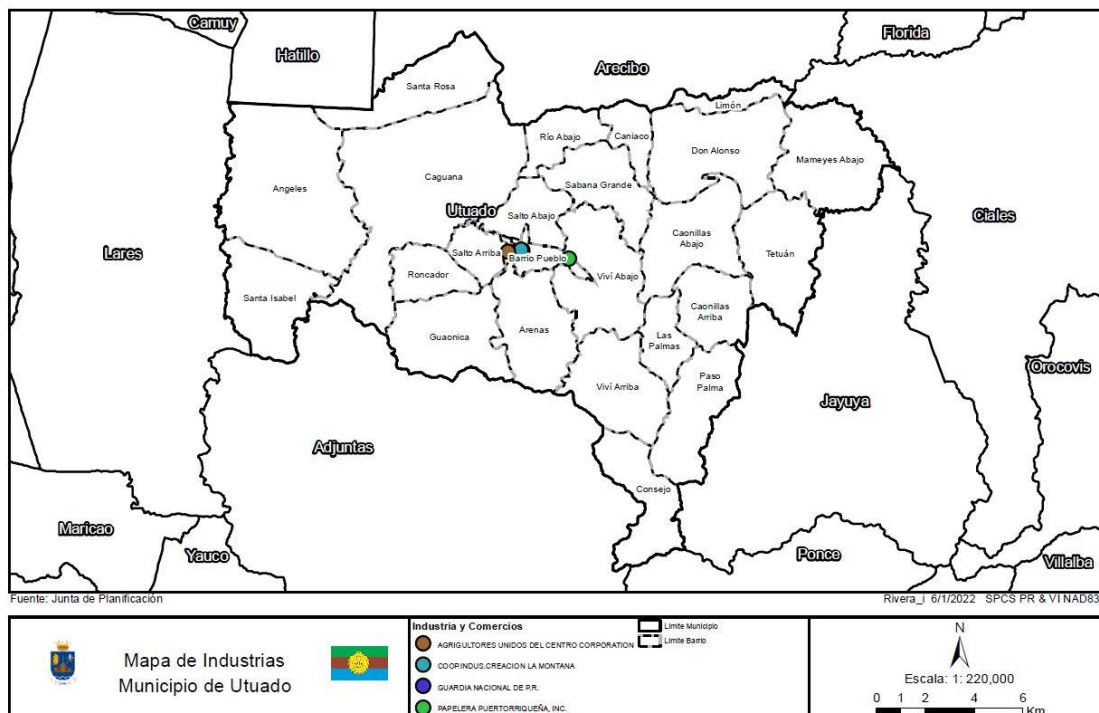 Camuy
Florida
Hatillo
Arecibo
Santa Rosa
Limón
Río Abajo
Caniaco
Don Alonso
Mameyes Abajo
Angeles
Caguana
Sabana Grande
Utuado
Salto Abajo
Ciales
Caonillas
Abajo
Lares
Salto Arriba
Barrio Pueblo
Tetuán
Roncador
Viví Abajo
Santa Isabel
Caonillas
Arriba
Guaonica
Arenas
Las
Palmas
Orocovis
Paso
Palma
Viví Arriba
Jayuya
Adjuntas
Consejo
Maricao
Yauco
Ponce
Villalba
Fuente: Junta de Planificación
Rivera_i 6/1/2022 SPCS PR & VI NAD83
Mapa de Industrias
Municipio de Utuado
Industria y Comercios
AGRIGULTORES UNIDOS DEL CENTRO CORPORATION
COOP.INDUS.CREACION LA MONTANA
GUARDIA NACIONAL DE P.R.
PAPELERA PUERTORRIQUEÑA, INC.
Límite Municipio
Límite Barrio
N
Escala: 1: 220,000
0 1 2 4 6
Km